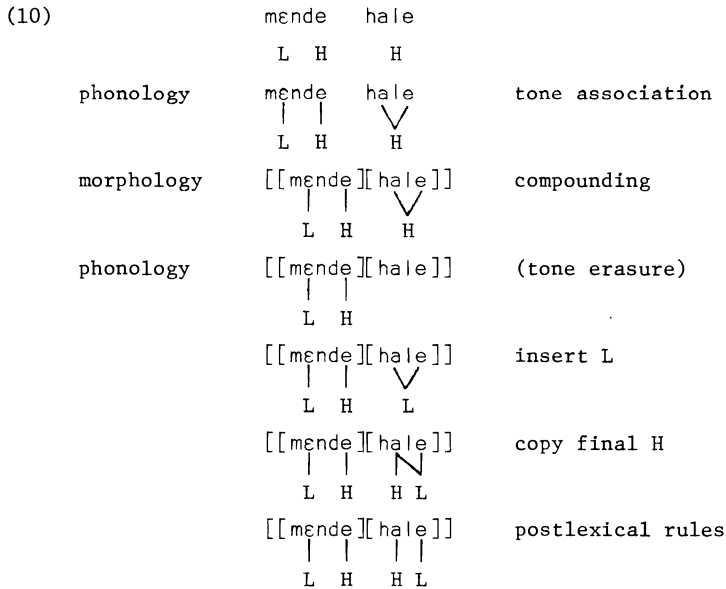 (10) mɛnde hale
L H H
phonology mɛnde hale tone association
L H H
morphology [[mɛnde][hale]] compounding
L H H
phonology [[mɛnde][hale]] (tone erasure)
L H
[[mɛnde][hale]] insert L
L H L
[[mɛnde][hale]] copy final H
L H H L
[[mɛnde][hale]] postlexical rules
L H H L